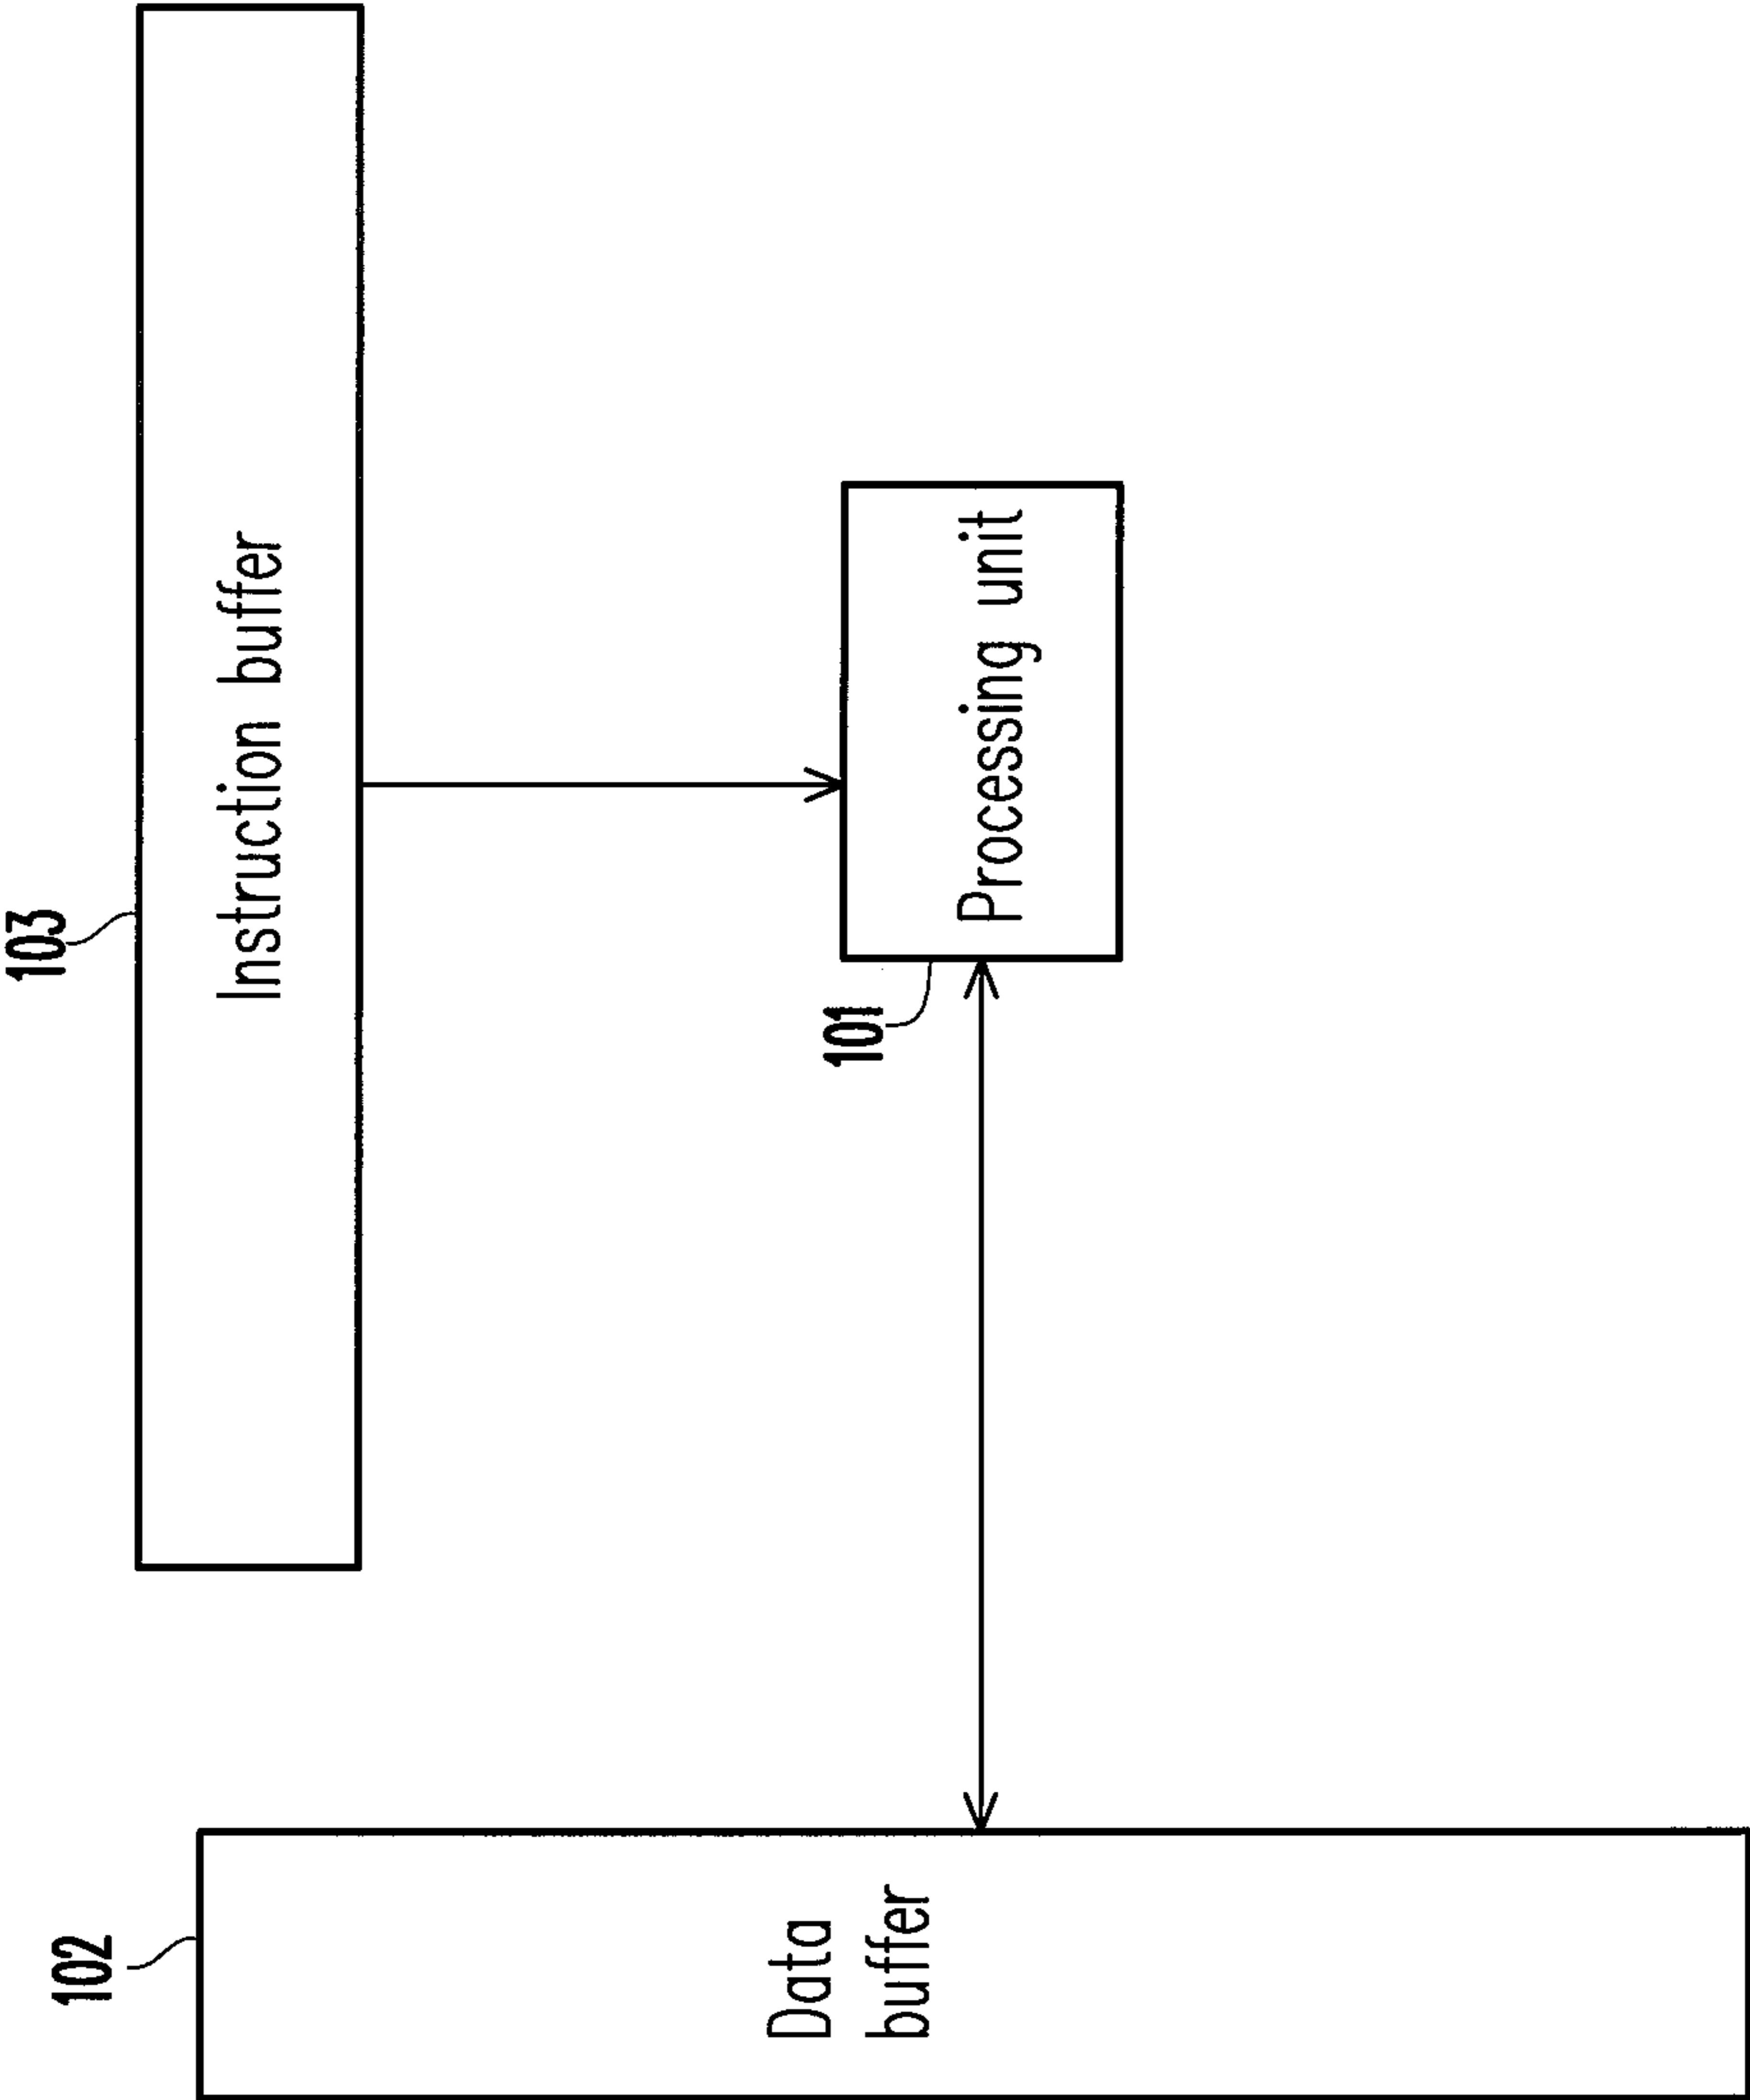 103
Instruction buffer
102
Data
buffer
101
Processing unit